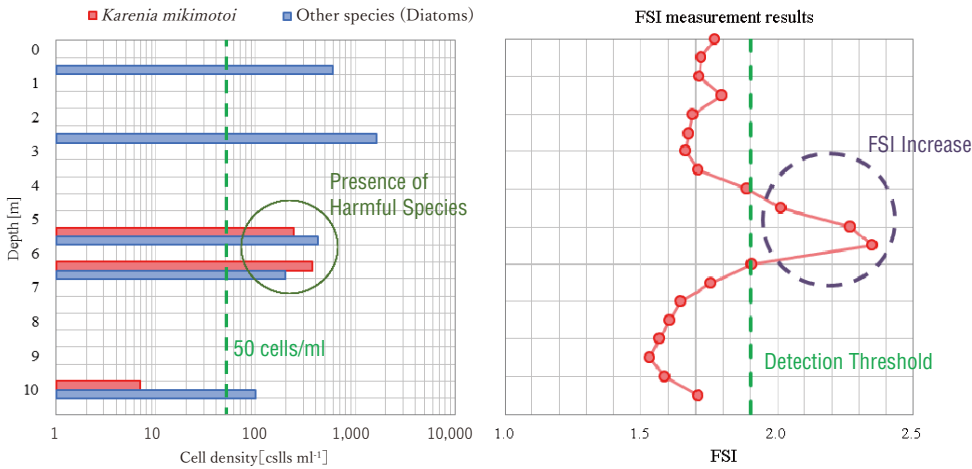 Karenia mikimotoi
Other species (Diatoms)
0
1
2
3
4
5
6
7
8
9
10
Depth [m]
Presence of
Harmful Species
50 cells/ml
1
10
100
1,000
10,000
Cell density[cslls ml-1]
FSI measurement results
FSI Increase
Detection Threshold
1.0
1.5
2.0
2.5
FSI